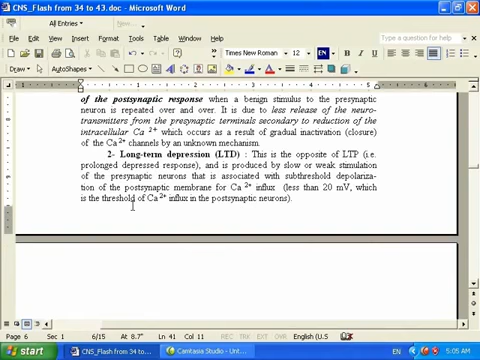 CNS_Flash from 34 to 43.doc - Microsoft Word
All Entries
New...
File Edit View Insert Format Tools Table Window Help
Type a question for help
Times New Roman 12 EN B
Draw AutoShapes
of the postsynaptic response when a benign stimulus to the presynaptic
neuron is repeated over and over. It is due to less release of the neuro-
transmitters from the presynaptic terminals secondary to reduction of the
intracellular Ca 2+ which occurs as a result of gradual inactivation (closure)
of the Ca2+ channels by an unknown mechanism.
2- Long-term depression (LTD) : This is the opposite of LTP (i.e.
prolonged depressed response), and is produced by slow or weak stimulation
of the presynaptic neurons that is associated with subthreshold depolariza-
tion of the postsynaptic membrane for Ca 2+ influx (less than 20 mV, which
is the threshold of Ca 2+ influx in the postsynaptic neurons).
Page 6 Sec 1 6/15 At 8.7" Ln 41 Col 11 REC TRK EXT OVR English (U.S
start CNS_Flash from 34 to... Camtasia Studio - Unt... EN 5:05 AM